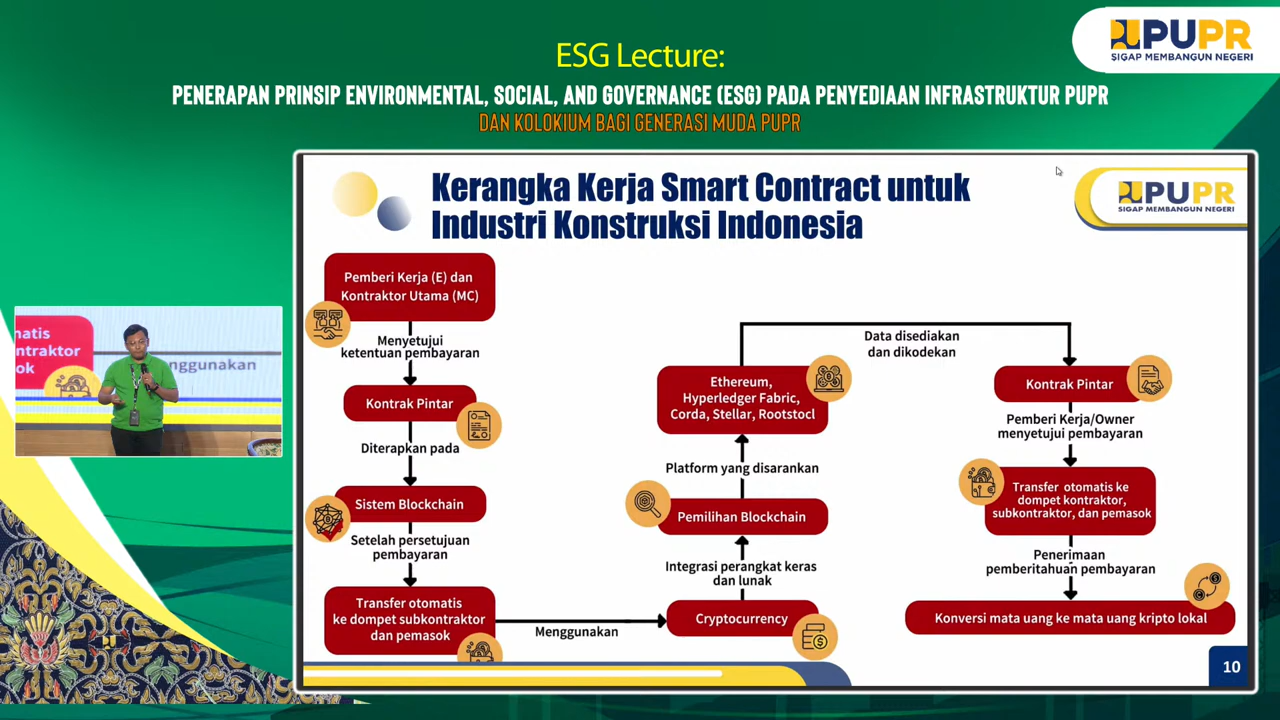 ESG Lecture:
PENERAPAN PRINSIP ENVIRONMENTAL, SOCIAL, AND GOVERNANCE (ESG) PADA PENYEDIAAN INFRASTRUKTUR PUPR
DAN KOLOKIUM BAGI GENERASI MUDA PUPR
PUPR
SIGAP MEMBANGUN NEGERI
Kerangka Kerja Smart Contract untuk
Industri Konstruksi Indonesia
PUPR
SIGAP MEMBANGUN NEGERI
Pemberi Kerja (E) dan
Kontraktor Utama (MC)
Menyetujui
ketentuan pembayaran
Kontrak Pintar
Diterapkan pada
Sistem Blockchain
Setelah persetujuan
pembayaran
Transfer otomatis
ke dompet subkontraktor
dan pemasok
Menggunakan
Cryptocurrency
Integrasi perangkat keras
dan lunak
Pemilihan Blockchain
Platform yang disarankan
Ethereum,
Hyperledger Fabric,
Corda, Stellar, Rootstocl
Data disediakan
dan dikodekan
Kontrak Pintar
Pemberi Kerja/Owner
menyetujui pembayaran
Transfer otomatis ke
dompet kontraktor,
subkontraktor, dan pemasok
Penerimaan
pemberitahuan pembayaran
Konversi mata uang ke mata uang kripto lokal
10
natis
ontraktor
ok
nggunakan